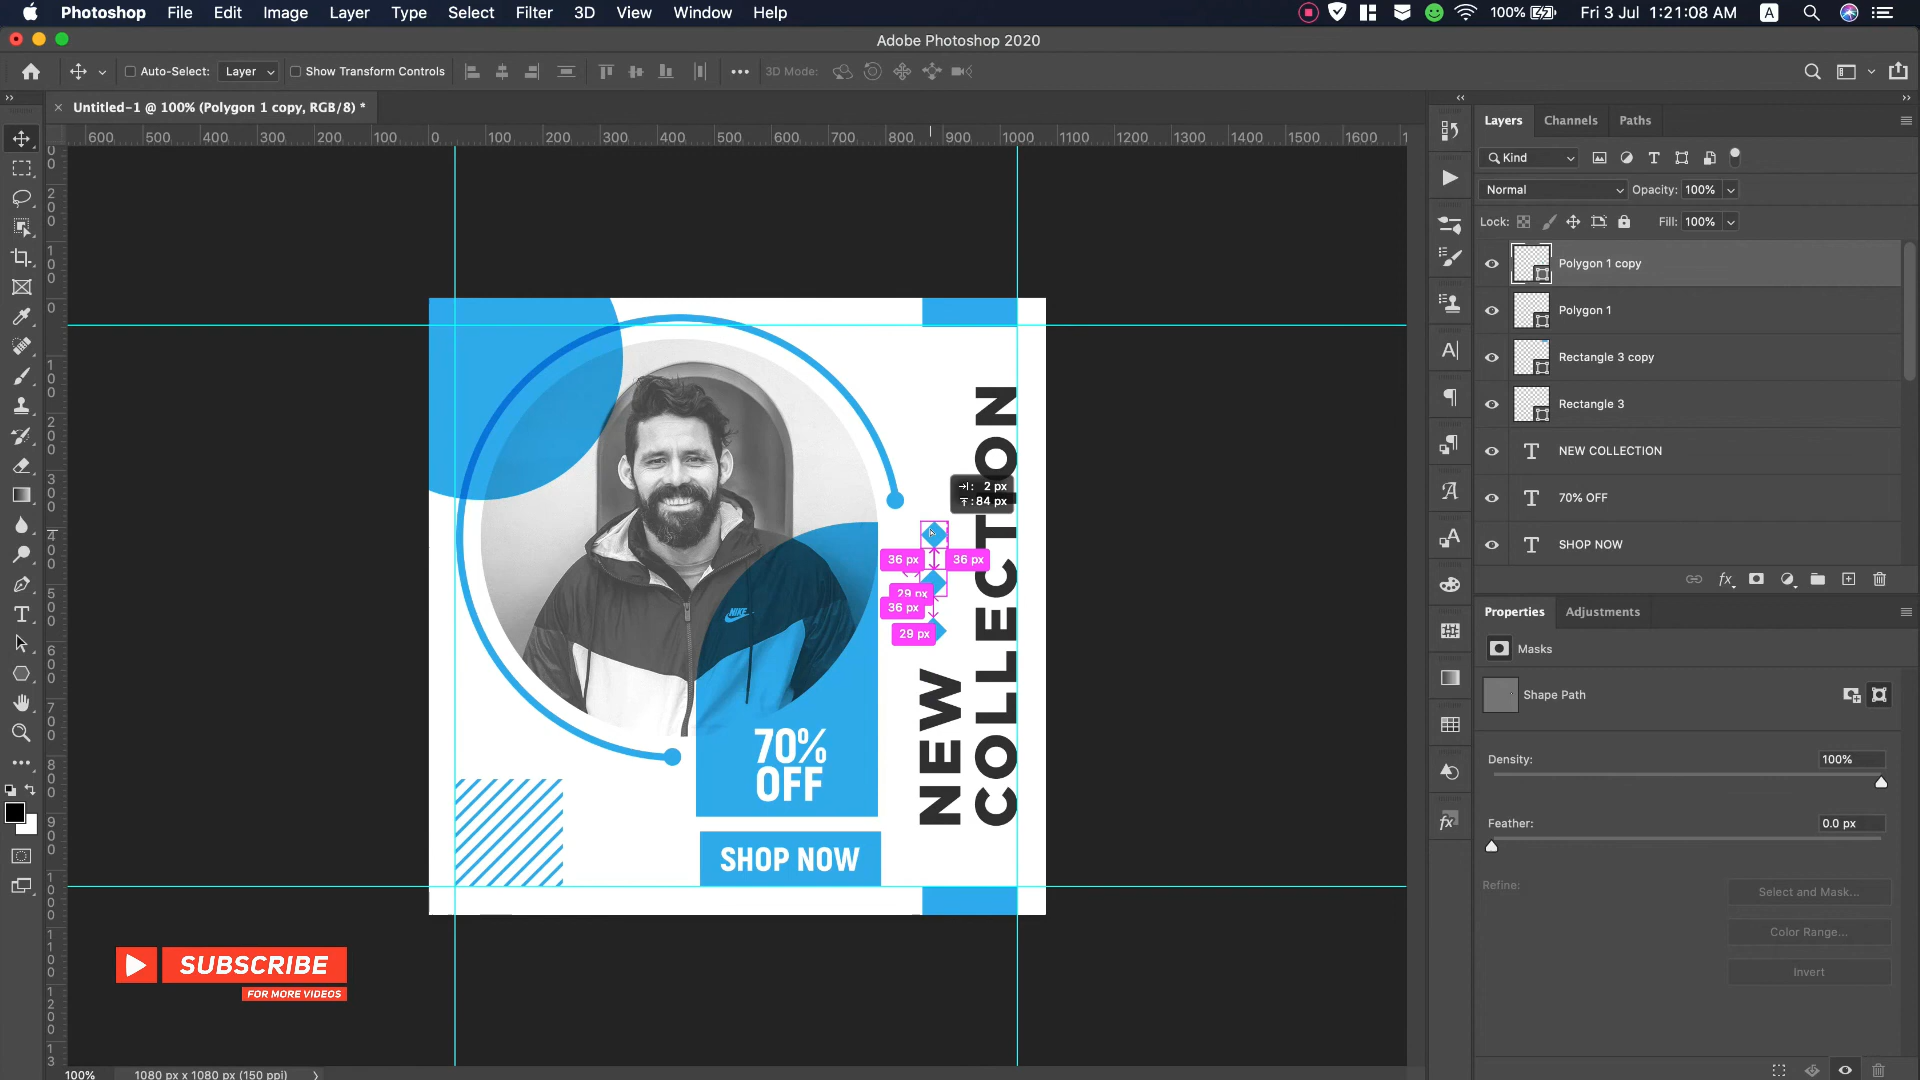 Photoshop File Edit Image Layer Type Select Filter 3D View Window Help 100% Fri 3 Jul 1:21:08 AM A
Adobe Photoshop 2020
Auto-Select: Layer Show Transform Controls 3D Mode:
Untitled-1 @ 100% (Polygon 1 copy, RGB/8) *
600 500 400 300 200 100 0 100 200 300 400 500 600 700 800 900 1000 1100 1200 1300 1400 1500 1600
Layers Channels Paths
Kind
Normal Opacity: 100%
Lock: Fill: 100%
Polygon 1 copy
Polygon 1
Rectangle 3 copy
Rectangle 3
NEW COLLECTION
70% OFF
SHOP NOW
Properties Adjustments
Masks
Shape Path
Density: 100%
Feather: 0.0 px
Refine:
Select and Mask...
Color Range...
Invert
2 px
84 px
36 px 36 px
29 px
36 px
29 px
NIKE
NEW
COLLECTION
70%
OFF
SHOP NOW
SUBSCRIBE
FOR MORE VIDEOS
100% 1080 px x 1080 px (150 ppi)